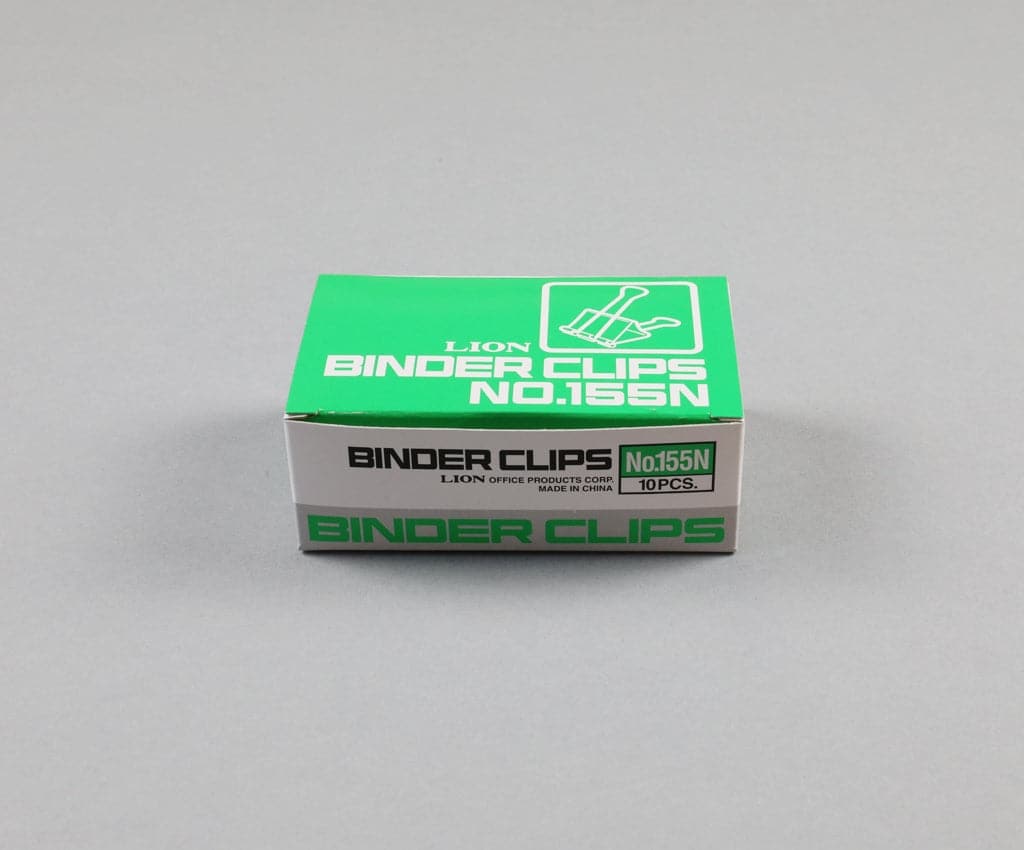 LION
BINDER CLIPS
NO.155N
BINDER CLIPS
No.155N
LION OFFICE PRODUCTS CORP.
MADE IN CHINA
10PCS.
BINDER CLIPS